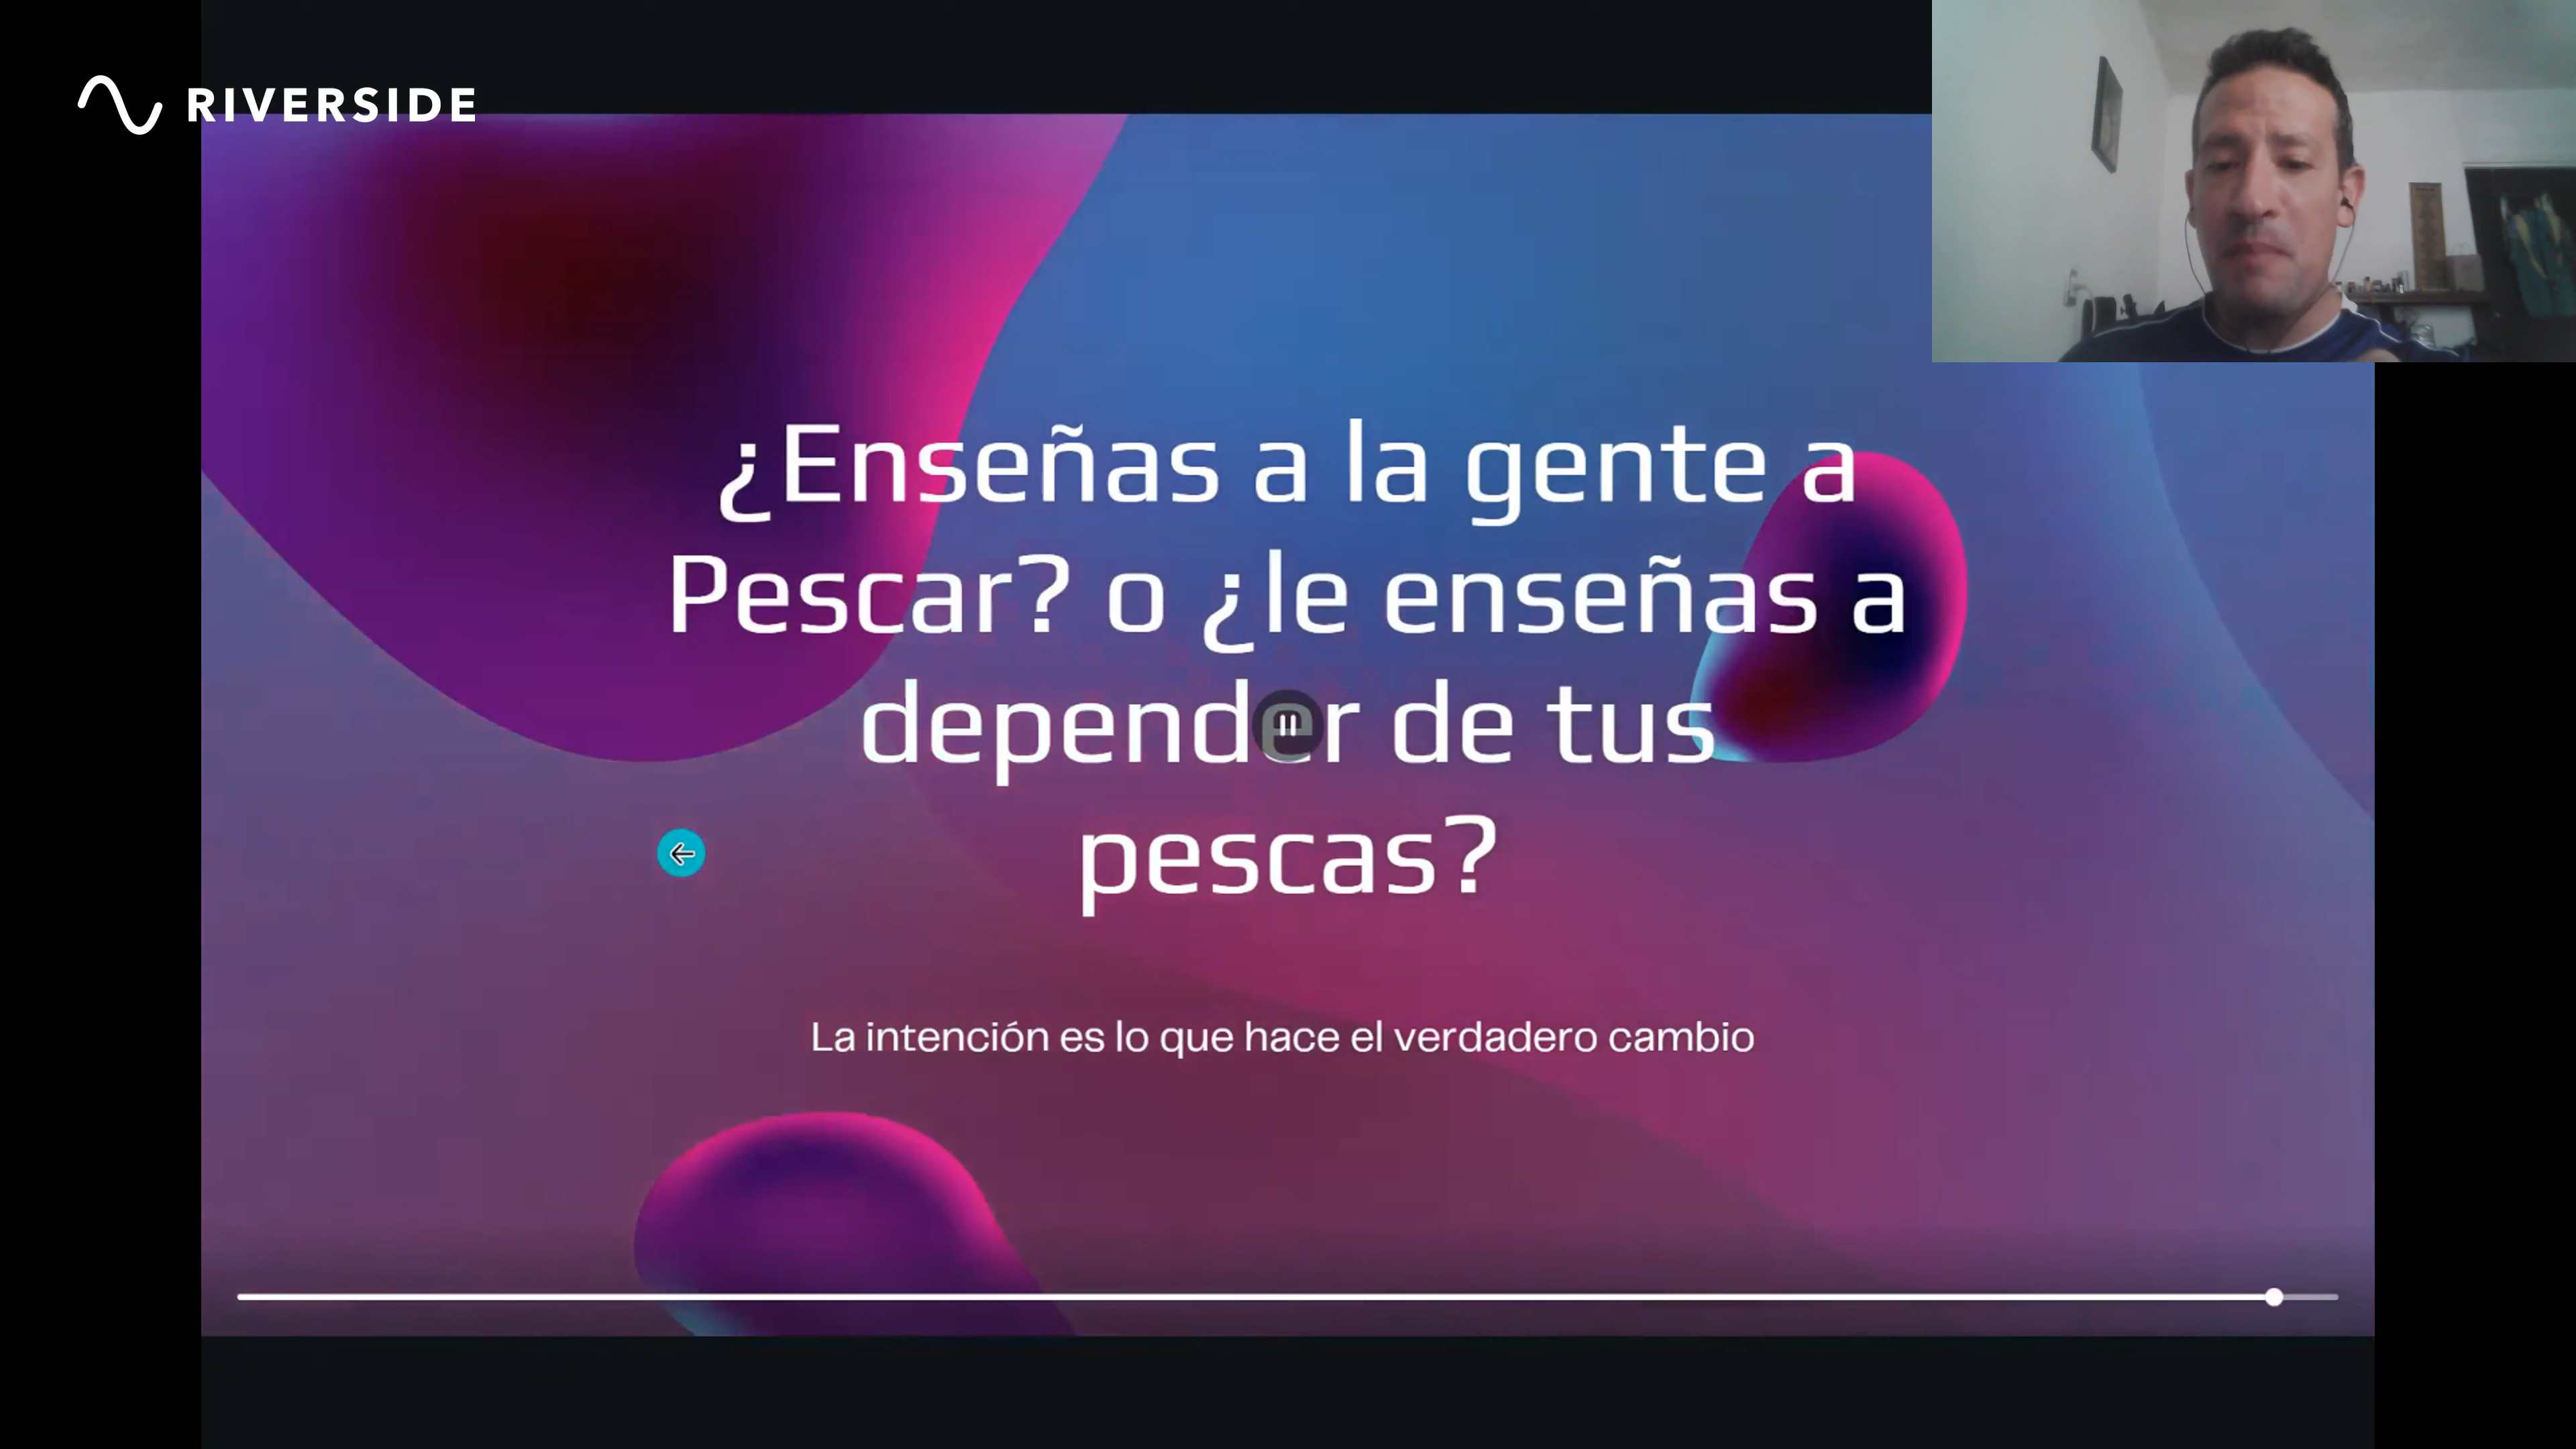 RIVERSIDE
¿Enseñas a la gente a
Pescar? o ¿le enseñas a
depender de tus
pescas?
La intención es lo que hace el verdadero cambio